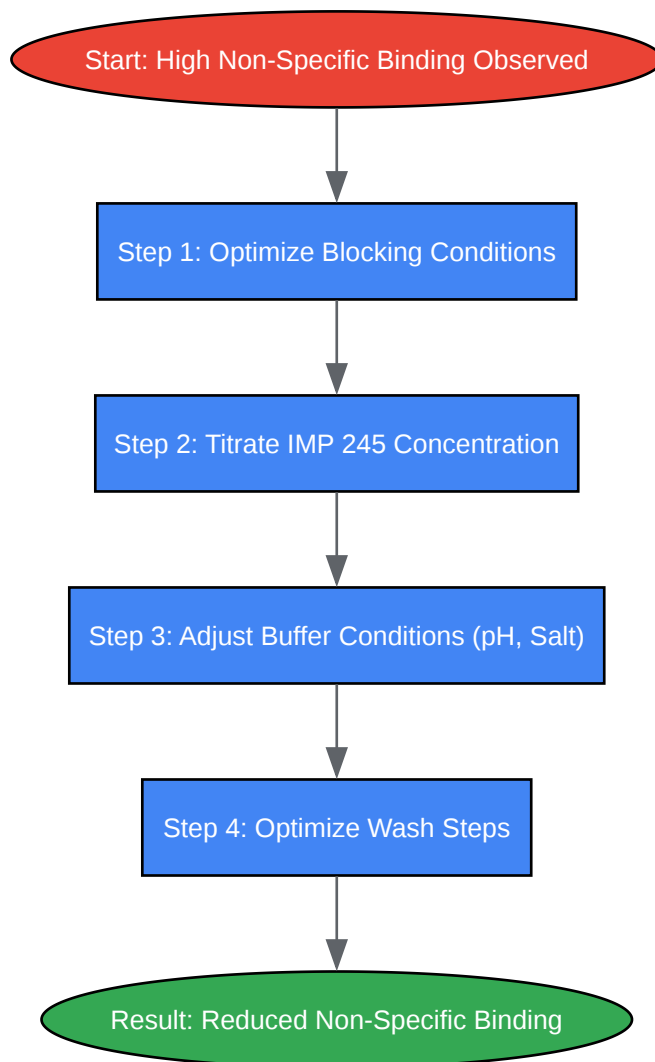 Start: High Non-Specific Binding Observed
Step 1: Optimize Blocking Conditions
Step 2: Titrate IMP 245 Concentration
Step 3: Adjust Buffer Conditions (pH, Salt)
Step 4: Optimize Wash Steps
Result: Reduced Non-Specific Binding